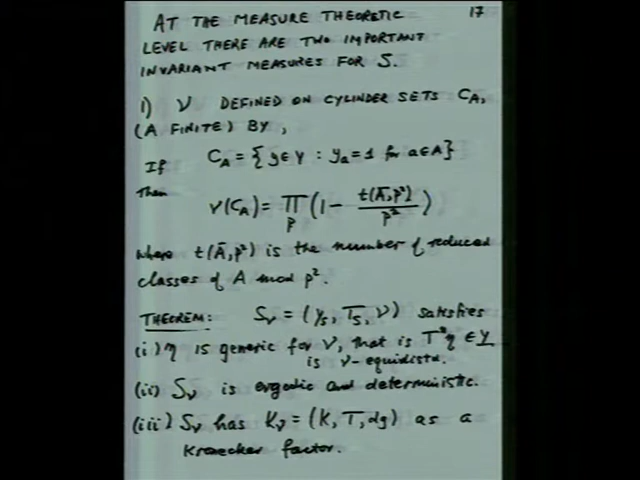 AT THE MEASURE THEORETIC 17
LEVEL THERE ARE TWO IMPORTANT
INVARIANT MEASURES FOR S.
1) ν DEFINED ON CYLINDER SETS C_A,
(A FINITE) BY,
If C_A = {y∈Y : y_a = 1 for a∈A}
Then
ν(C_A) = ∏_p (1 − t(Ā, p²)/p²)
where t(Ā, p²) is the number of reduced
classes of A mod p².
THEOREM: S_ν = (Y_S, T_S, ν) satisfies
(i) η is generic for ν, that is Tⁿη ∈ Y
is ν-equidista.
(ii) S_ν is ergodic and deterministic.
(iii) S_ν has K_ν = (K, T, dg) as a
Kronecker factor.